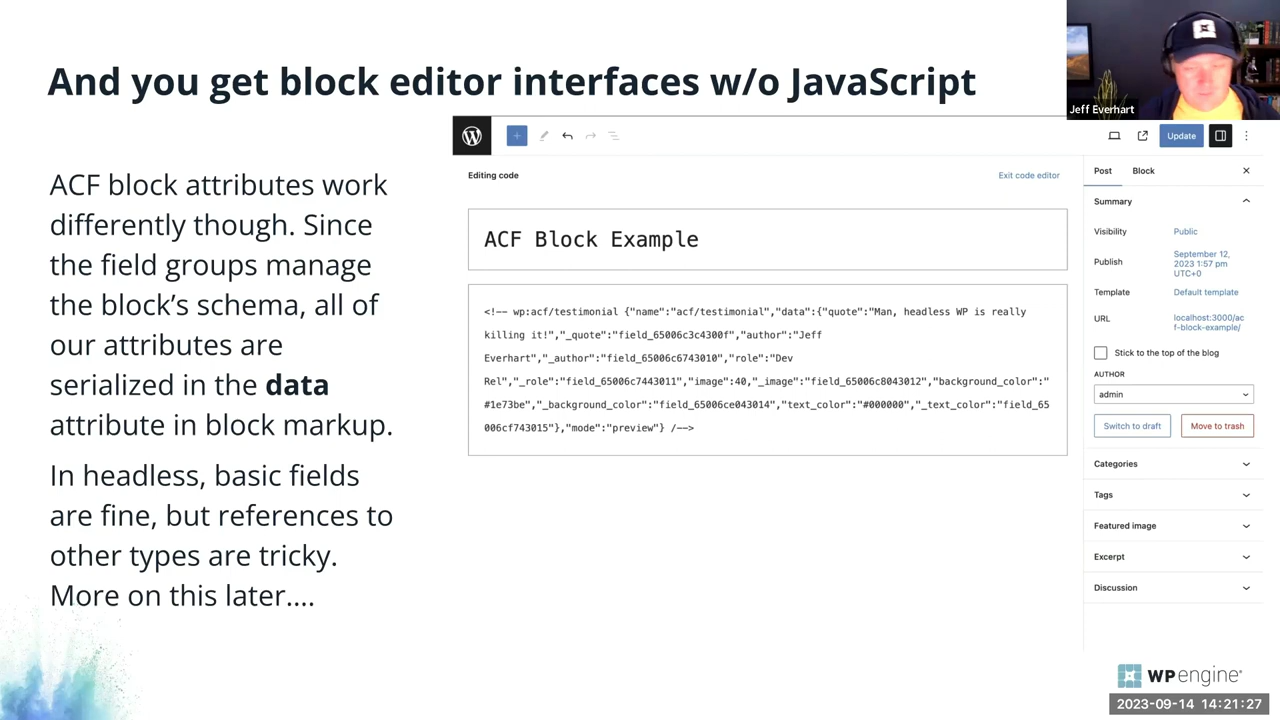 And you get block editor interfaces w/o JavaScript
Jeff Everhart
ACF block attributes work
differently though. Since
the field groups manage
the block's schema, all of
our attributes are
serialized in the data
attribute in block markup.
In headless, basic fields
are fine, but references to
other types are tricky.
More on this later....
Update
Editing code
Exit code editor
ACF Block Example
<!-- wp:acf/testimonial {"name":"acf/testimonial","data":{"quote":"Man, headless WP is really
killing it!","_quote":"field_65006c3c4300f","author":"Jeff
Everhart","_author":"field_65006c6743010","role":"Dev
Rel","_role":"field_65006c7443011","image":40,"_image":"field_65006c8043012","background_color":"
#1e73be","_background_color":"field_65006ce043014","text_color":"#000000","_text_color":"field_65
006cf743015"},"mode":"preview"} /-->
Post Block
Summary
Visibility Public
Publish September 12,
2023 1:57 pm
UTC+0
Template Default template
URL localhost:3000/ac
f-block-example/
Stick to the top of the blog
AUTHOR
admin
Switch to draft Move to trash
Categories
Tags
Featured image
Excerpt
Discussion
WP engine
2023-09-14 14:21:27